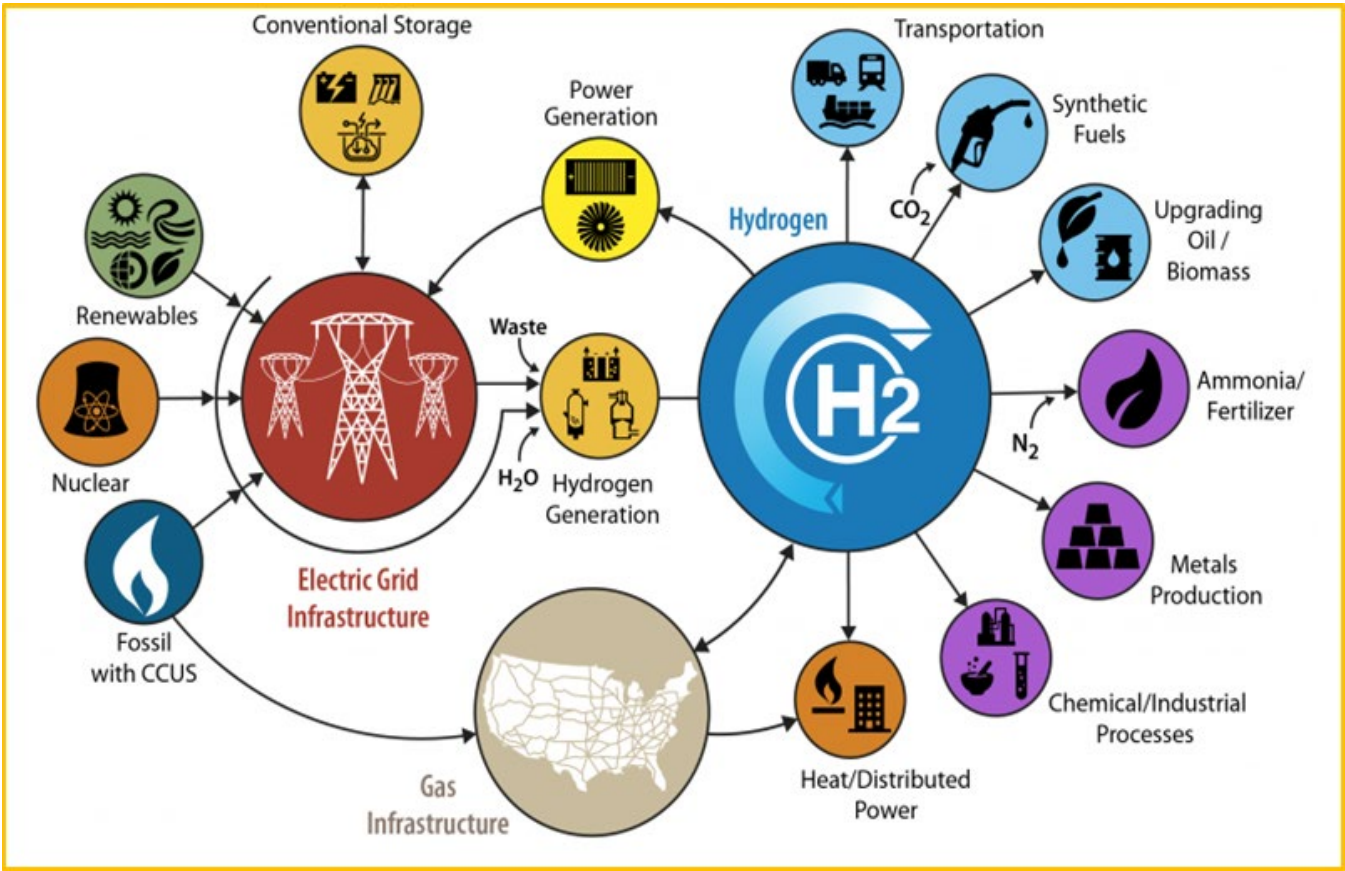 Conventional Storage
Transportation
Power
Generation
Synthetic
Fuels
CO2
Hydrogen
Upgrading
Oil /
Biomass
Renewables
Waste
H2
Ammonia/
Fertilizer
N2
Nuclear
H2O
Hydrogen
Generation
Electric Grid
Infrastructure
Metals
Production
Fossil
with CCUS
Chemical/Industrial
Processes
Gas
Infrastructure
Heat/Distributed
Power